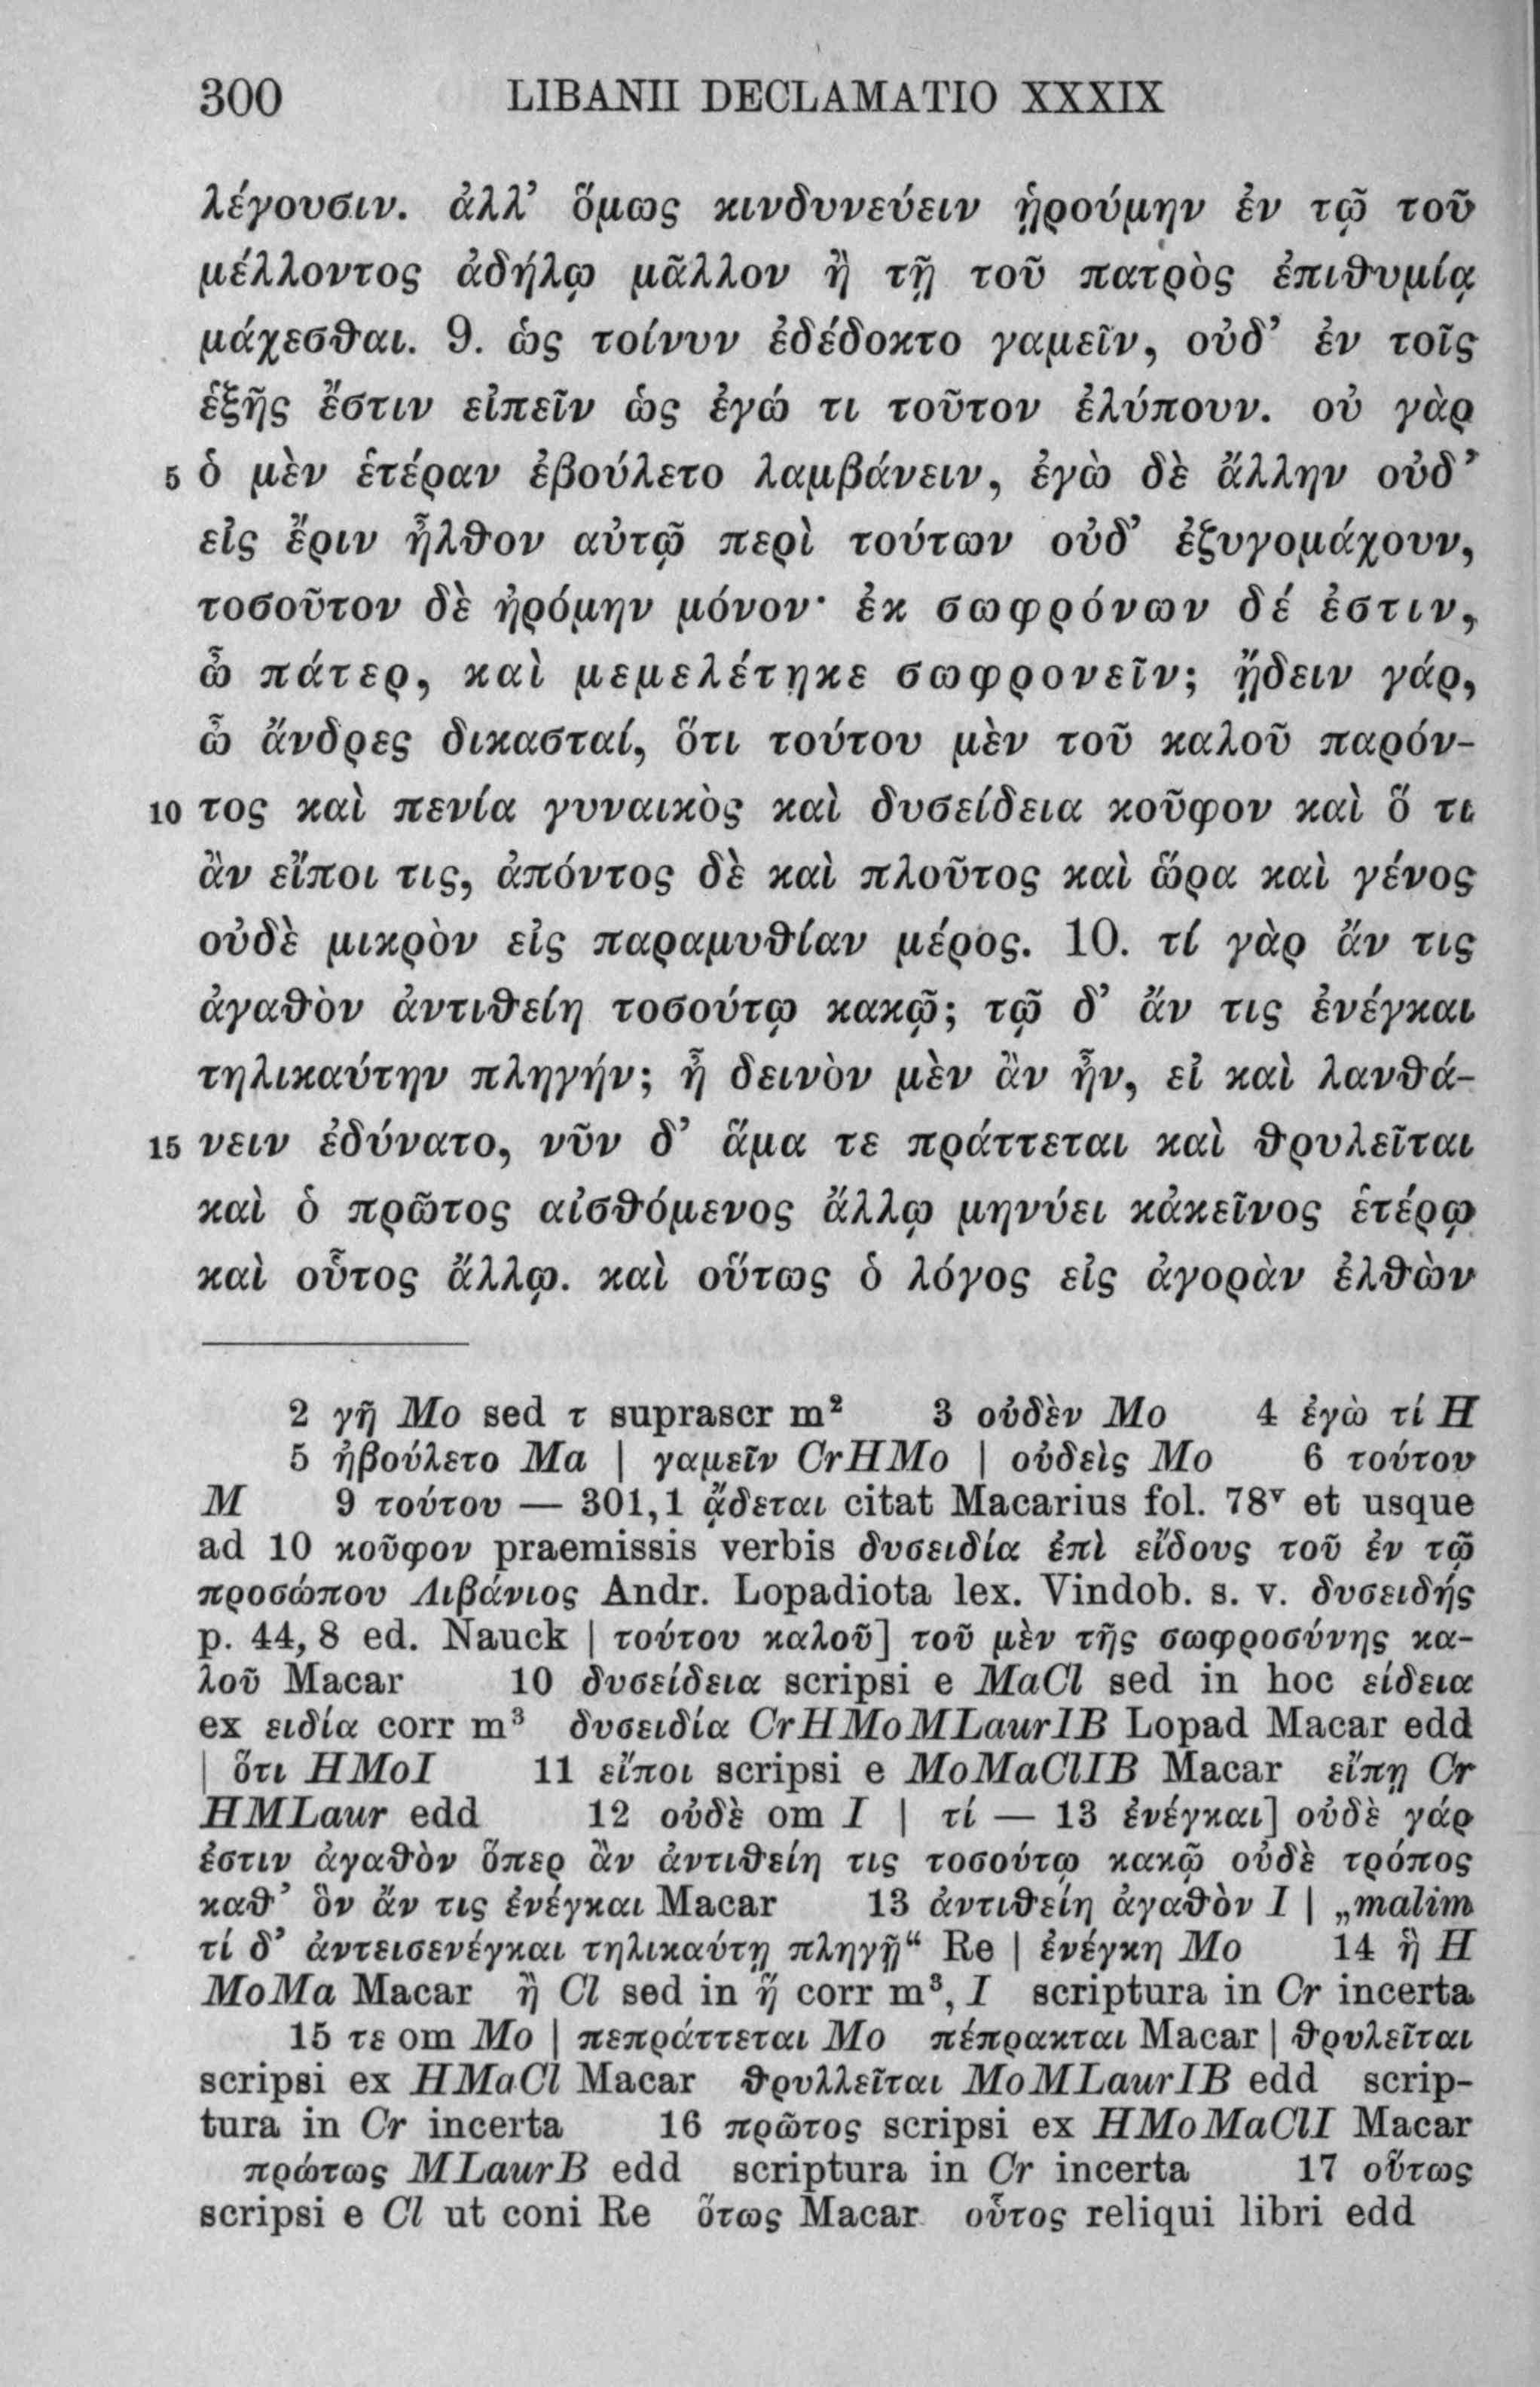 300 LIBANII DECLAMATIO XXXIX
λέγουσιν. ἀλλ’ ὅμως κινδυνεύειν ᾑρούμην ἐν τῷ τοῦ
μέλλοντος ἀδήλῳ μᾶλλον ἢ τῇ τοῦ πατρὸς ἐπιθυμίᾳ
μάχεσθαι. 9. ὡς τοίνυν ἐδέδοκτο γαμεῖν, οὐδ’ ἐν τοῖς
ἑξῆς ἔστιν εἰπεῖν ὡς ἐγώ τι τοῦτον ἐλύπουν. οὐ γὰρ
5 ὁ μὲν ἑτέραν ἐβούλετο λαμβάνειν, ἐγὼ δὲ ἄλλην οὐδ’
εἰς ἔριν ἦλθον αὐτῷ περὶ τούτων οὐδ’ ἐζυγομάχουν,
τοσοῦτον δὲ ἠρόμην μόνον· ἐκ σωφρόνων δέ ἐστιν,
ὦ πάτερ, καὶ μεμελέτηκε σωφρονεῖν; ᾔδειν γάρ,
ὦ ἄνδρες δικασταί, ὅτι τούτου μὲν τοῦ καλοῦ παρόν-
10 τος καὶ πενία γυναικὸς καὶ δυσείδεια κοῦφον καὶ ὅ τι
ἂν εἴποι τις, ἀπόντος δὲ καὶ πλοῦτος καὶ ὥρα καὶ γένος
οὐδὲ μικρὸν εἰς παραμυθίαν μέρος. 10. τί γὰρ ἄν τις
ἀγαθὸν ἀντιθείη τοσούτῳ κακῷ; τῷ δ’ ἄν τις ἐνέγκαι
τηλικαύτην πληγήν; ἦ δεινὸν μὲν ἂν ἦν, εἰ καὶ λανθά-
15 νειν ἐδύνατο, νῦν δ’ ἅμα τε πράττεται καὶ θρυλεῖται
καὶ ὁ πρῶτος αἰσθόμενος ἄλλῳ μηνύει κἀκεῖνος ἑτέρῳ
καὶ οὗτος ἄλλῳ. καὶ οὕτως ὁ λόγος εἰς ἀγορὰν ἐλθὼν
2 γῆ Mo sed τ suprascr m² 3 οὐδὲν Mo 4 ἐγὼ τί H
5 ἠβούλετο Ma | γαμεῖν CrHMo | οὐδεὶς Mo 6 τούτου
M 9 τούτου — 301,1 ᾄδεται citat Macarius fol. 78ᵛ et usque
ad 10 κοῦφον praemissis verbis δυσειδία ἐπὶ εἴδους τοῦ ἐν τῷ
προσώπου Λιβάνιος Andr. Lopadiota lex. Vindob. s. v. δυσειδής
p. 44, 8 ed. Nauck | τούτου καλοῦ] τοῦ μὲν τῆς σωφροσύνης κα-
λοῦ Macar 10 δυσείδεια scripsi e MaCl sed in hoc είδεια
ex ειδία corr m³ δυσειδία CrHMoMLaurIB Lopad Macar edd
| ὅτι HMoI 11 εἴποι scripsi e MoMaClIB Macar εἴπῃ Cr
HMLaur edd 12 οὐδὲ om I | τί — 13 ἐνέγκαι] οὐδὲ γάρ
ἐστιν ἀγαθὸν ὅπερ ἂν ἀντιθείη τις τοσούτῳ κακῷ οὐδὲ τρόπος
καθ’ ὃν ἄν τις ἐνέγκαι Macar 13 ἀντιθείη ἀγαθὸν I | „malim
τί δ’ ἀντεισενέγκαι τηλικαύτῃ πληγῇ“ Re | ἐνέγκη Mo 14 ἢ H
MoMa Macar ἢ Cl sed in ἤ corr m³, I scriptura in Cr incerta
15 τε om Mo | πεπράττεται Mo πέπρακται Macar | θρυλεῖται
scripsi ex HMaCl Macar θρυλλεῖται MoMLaurIB edd scrip-
tura in Cr incerta 16 πρῶτος scripsi ex HMoMaClI Macar
πρώτως MLaurB edd scriptura in Cr incerta 17 οὕτως
scripsi e Cl ut coni Re ὅτως Macar οὗτος reliqui libri edd